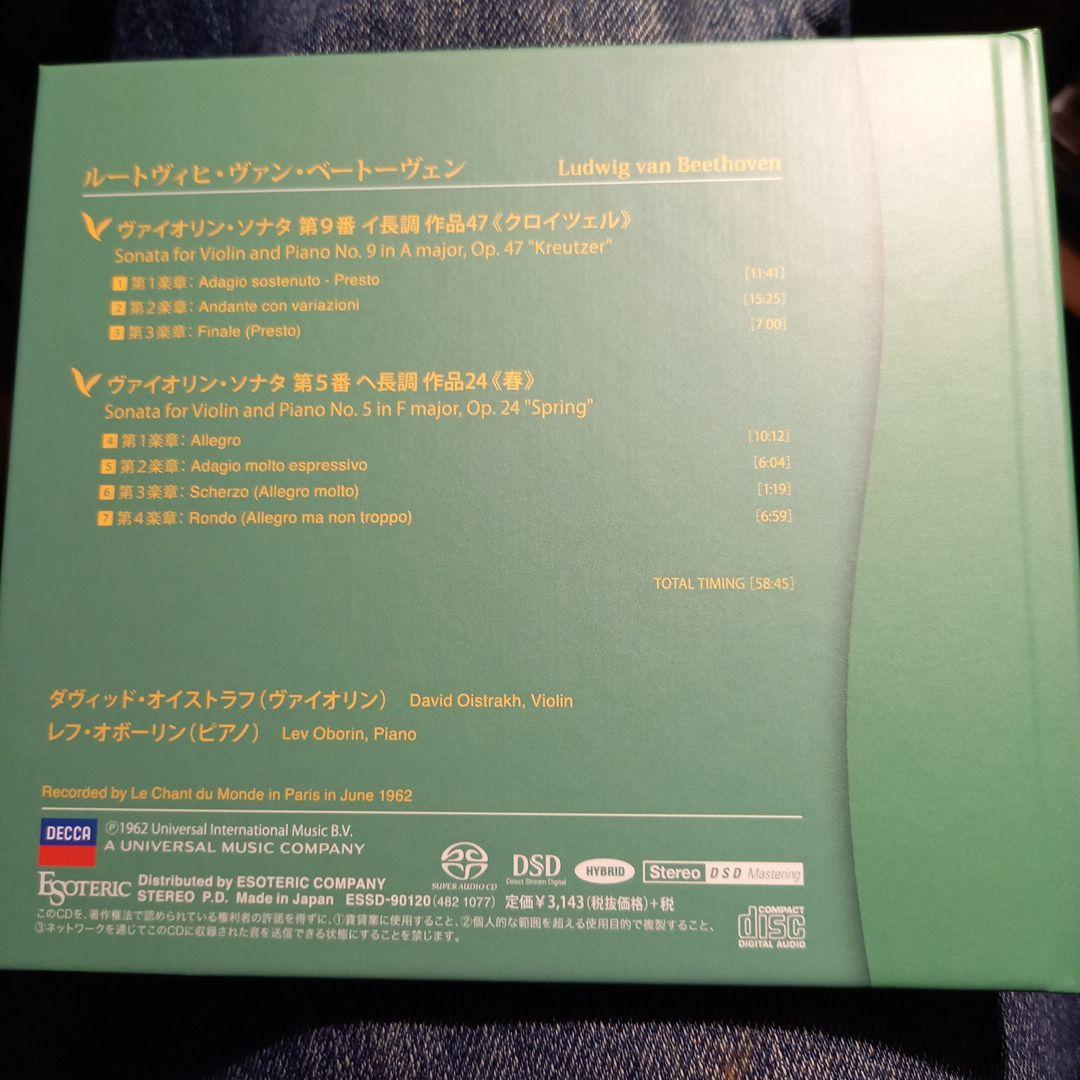 ルートヴィヒ・ヴァン・ベートーヴェン Ludwig van Beethoven
ヴァイオリン・ソナタ 第9番 イ長調 作品47《クロイツェル》
Sonata for Violin and Piano No. 9 in A major, Op. 47 "Kreutzer"
1 第1楽章: Adagio sostenuto - Presto [11:41]
2 第2楽章: Andante con variazioni [15:25]
3 第3楽章: Finale (Presto) [7:00]
ヴァイオリン・ソナタ 第5番 ヘ長調 作品24《春》
Sonata for Violin and Piano No. 5 in F major, Op. 24 "Spring"
4 第1楽章: Allegro [10:12]
5 第2楽章: Adagio molto espressivo [6:04]
6 第3楽章: Scherzo (Allegro molto) [1:19]
7 第4楽章: Rondo (Allegro ma non troppo) [6:59]
TOTAL TIMING [58:45]
ダヴィッド・オイストラフ(ヴァイオリン) David Oistrakh, Violin
レフ・オボーリン(ピアノ) Lev Oborin, Piano
Recorded by Le Chant du Monde in Paris in June 1962
DECCA ℗1962 Universal International Music B.V.
A UNIVERSAL MUSIC COMPANY
SUPER AUDIO CD DSD Direct Stream Digital HYBRID Stereo DSD Mastering
ESOTERIC Distributed by ESOTERIC COMPANY
STEREO P.D. Made in Japan ESSD-90120 (482 1077) 定価¥3,143(税抜価格)+税
このCDを、著作権法で認められている権利者の許諾を得ずに、①賃貸業に使用すること、②個人的な範囲を超える使用目的で複製すること、
③ネットワークを通じてこのCDに収録された音を送信できる状態にすることを禁じます。
COMPACT disc DIGITAL AUDIO